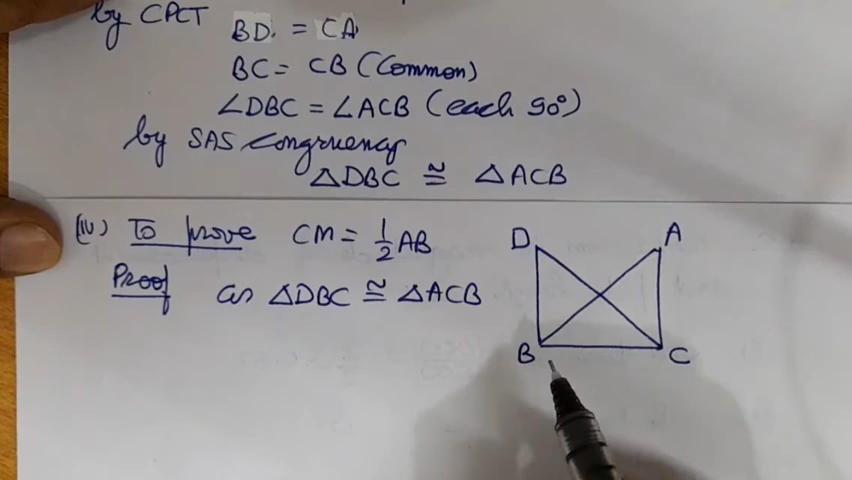 by CPCT BD. = CA
BC = CB (Common)
∠DBC = ∠ACB (each 90°)
by SAS Congruency
△DBC ≅ △ACB
(iv) To prove CM = 1/2 AB
Proof as △DBC ≅ △ACB
D A
B C